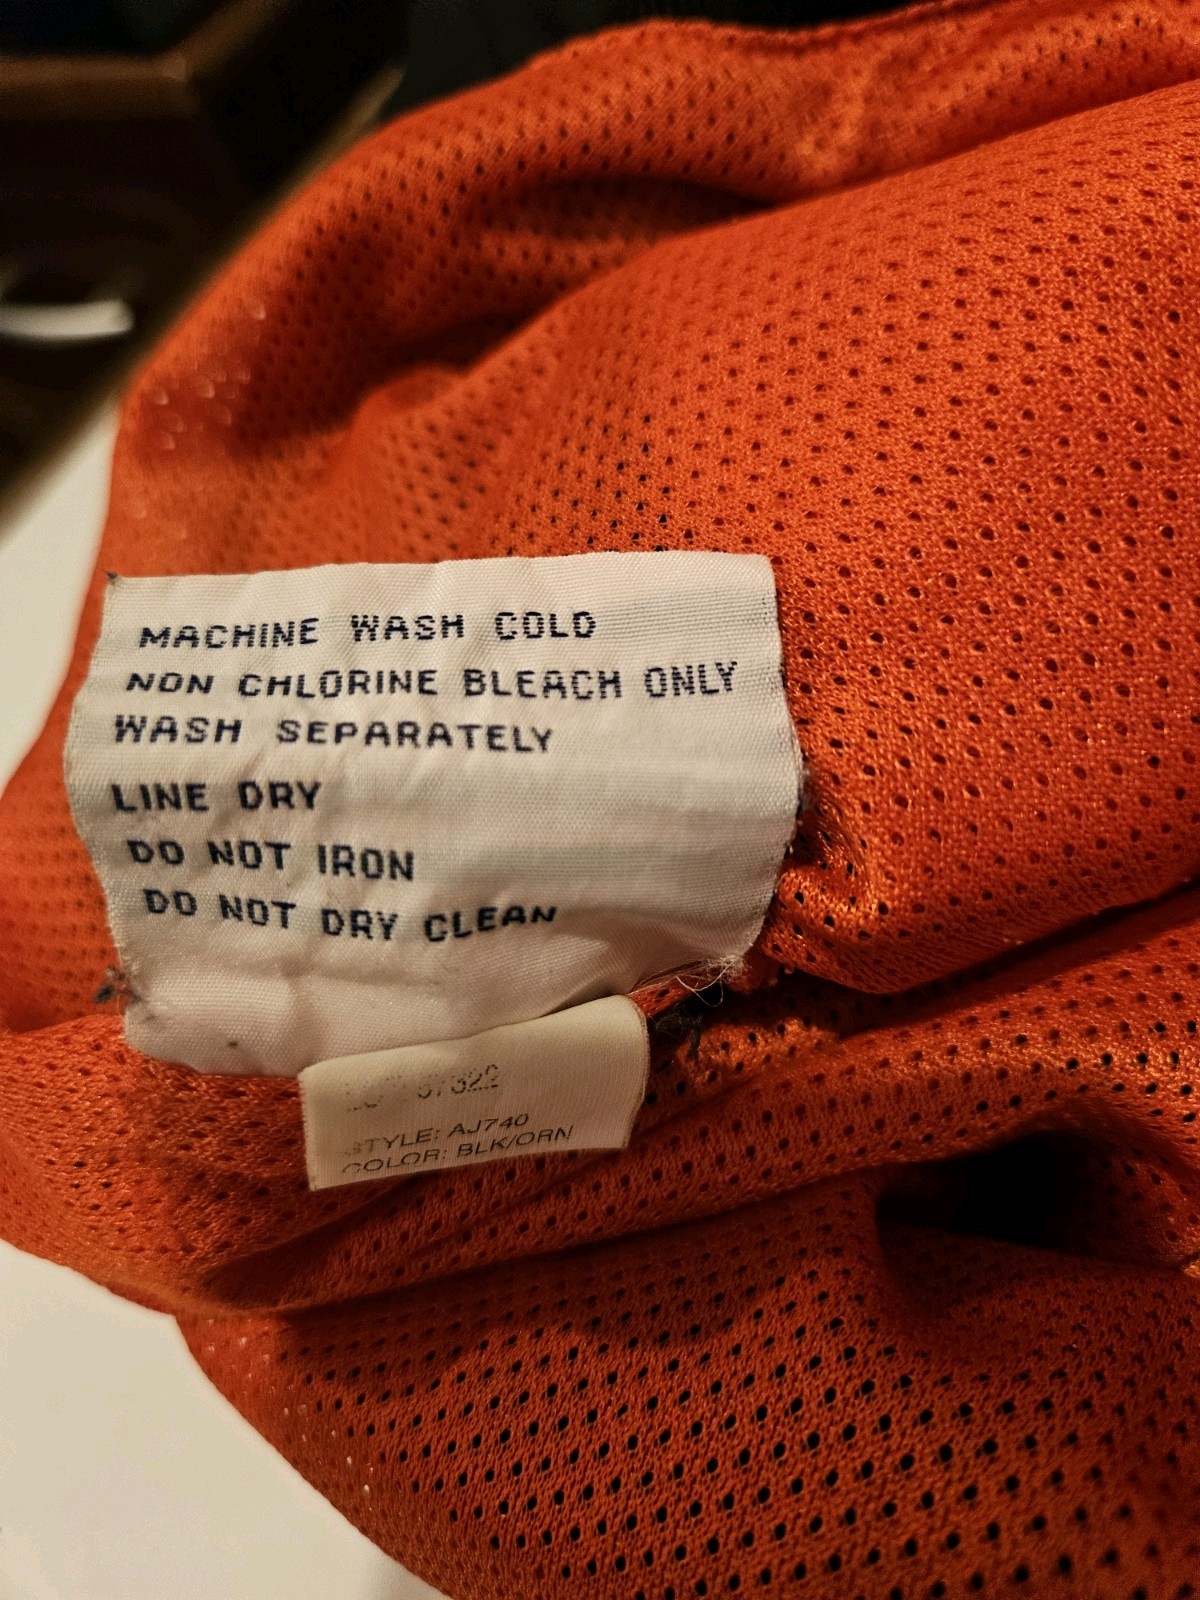 MACHINE WASH COLD
NON CHLORINE BLEACH ONLY
WASH SEPARATELY
LINE DRY
DO NOT IRON
DO NOT DRY CLEAN
57322
STYLE: AJ740
COLOR: BLK/ORN